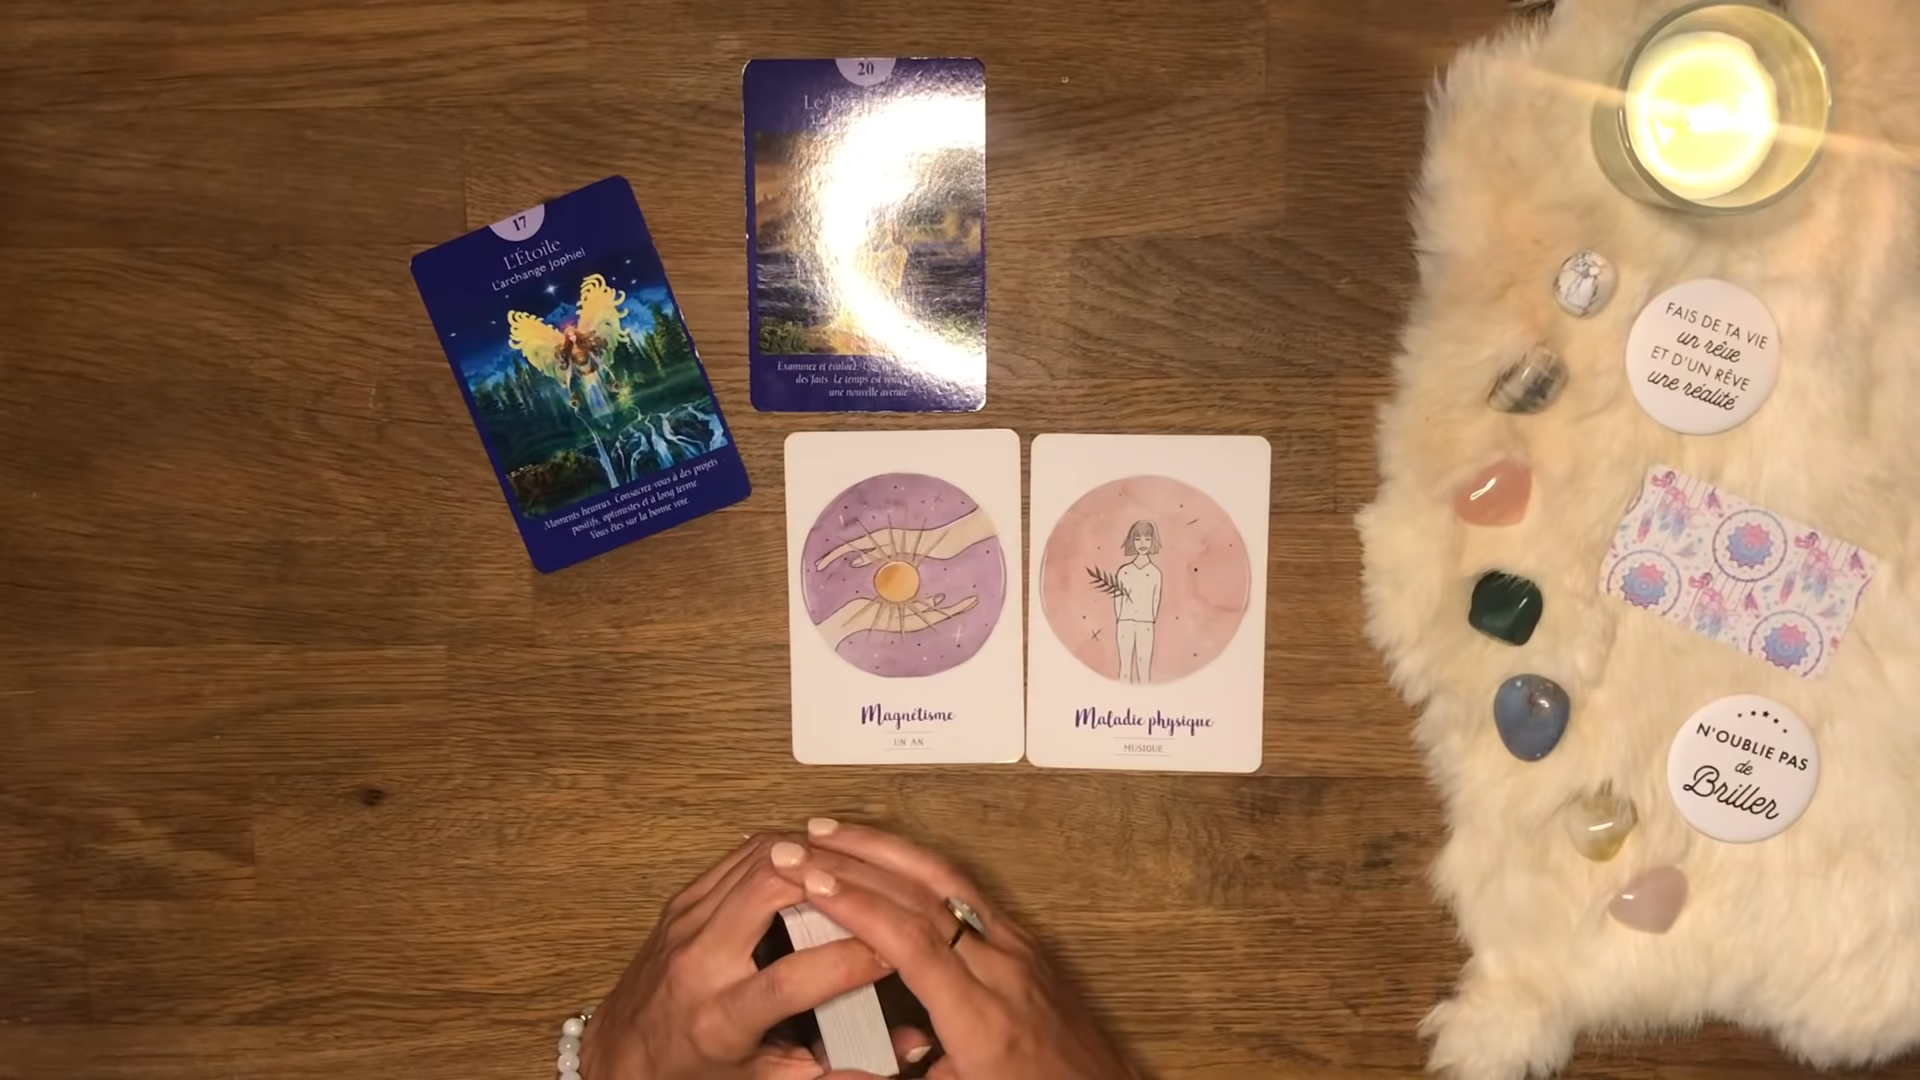 20
Le
Examinez et évaluez.
des faits. Le temps est
une nouvelle avenue
17
L'Étoile
L'archange Jophiel
Moments heureux. Consacrez-vous à des projets
positifs, optimistes et à long terme.
Vous êtes sur la bonne voie.
Magnétisme
UN AN
Maladie physique
MUSIQUE
FAIS DE TA VIE
un rêve
ET D'UN RÊVE
une réalité
N'OUBLIE PAS
de
Briller